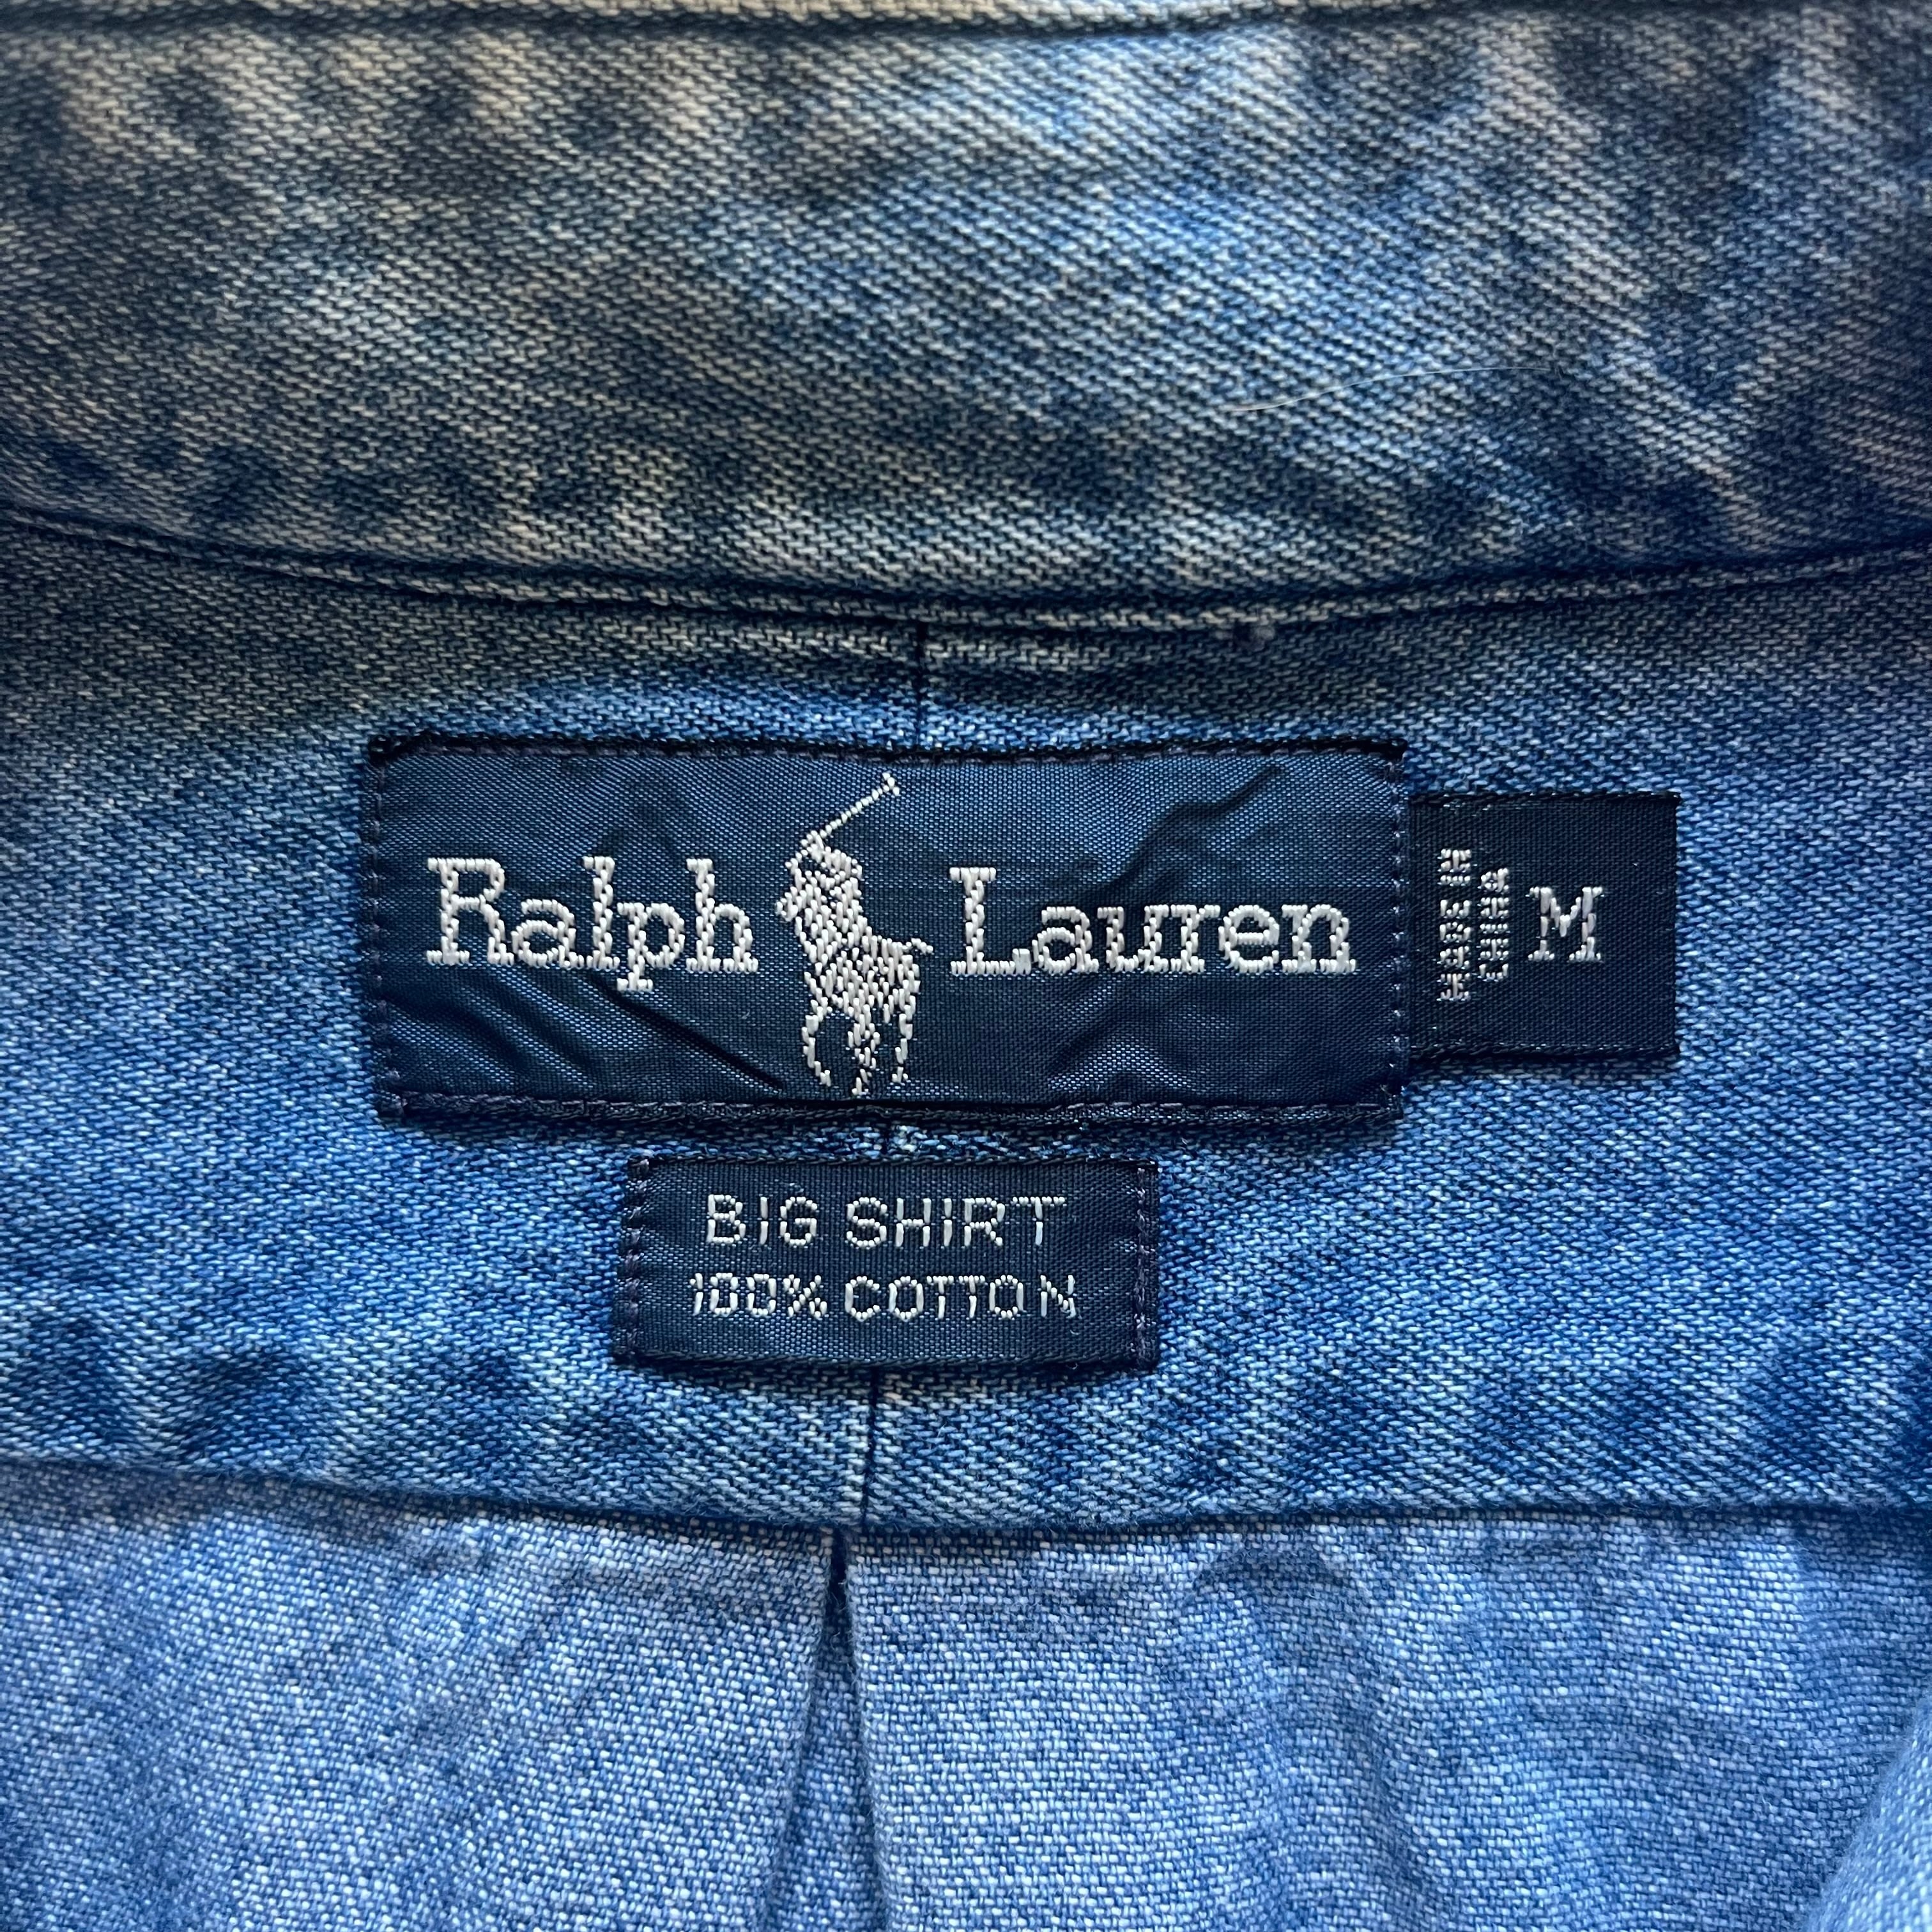 Ralph Lauren
MADE IN
CHINA
M
BIG SHIRT
100% COTTON